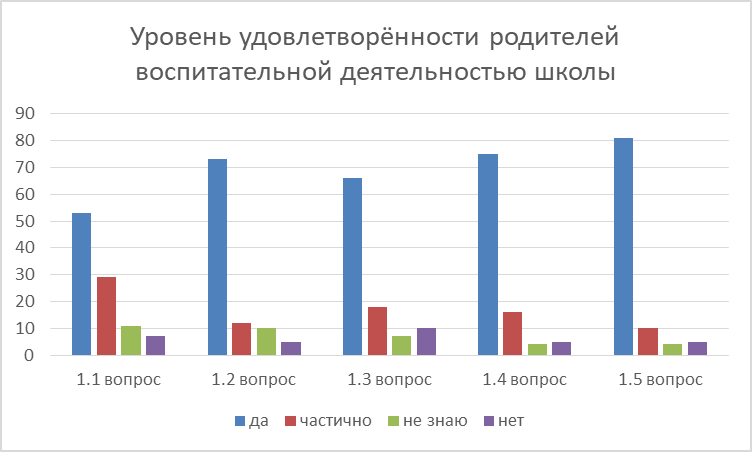 Уровень удовлетворённости родителей
воспитательной деятельностью школы
90
80
70
60
50
40
30
20
10
0
1.1 вопрос 1.2 вопрос 1.3 вопрос 1.4 вопрос 1.5 вопрос
да частично не знаю нет